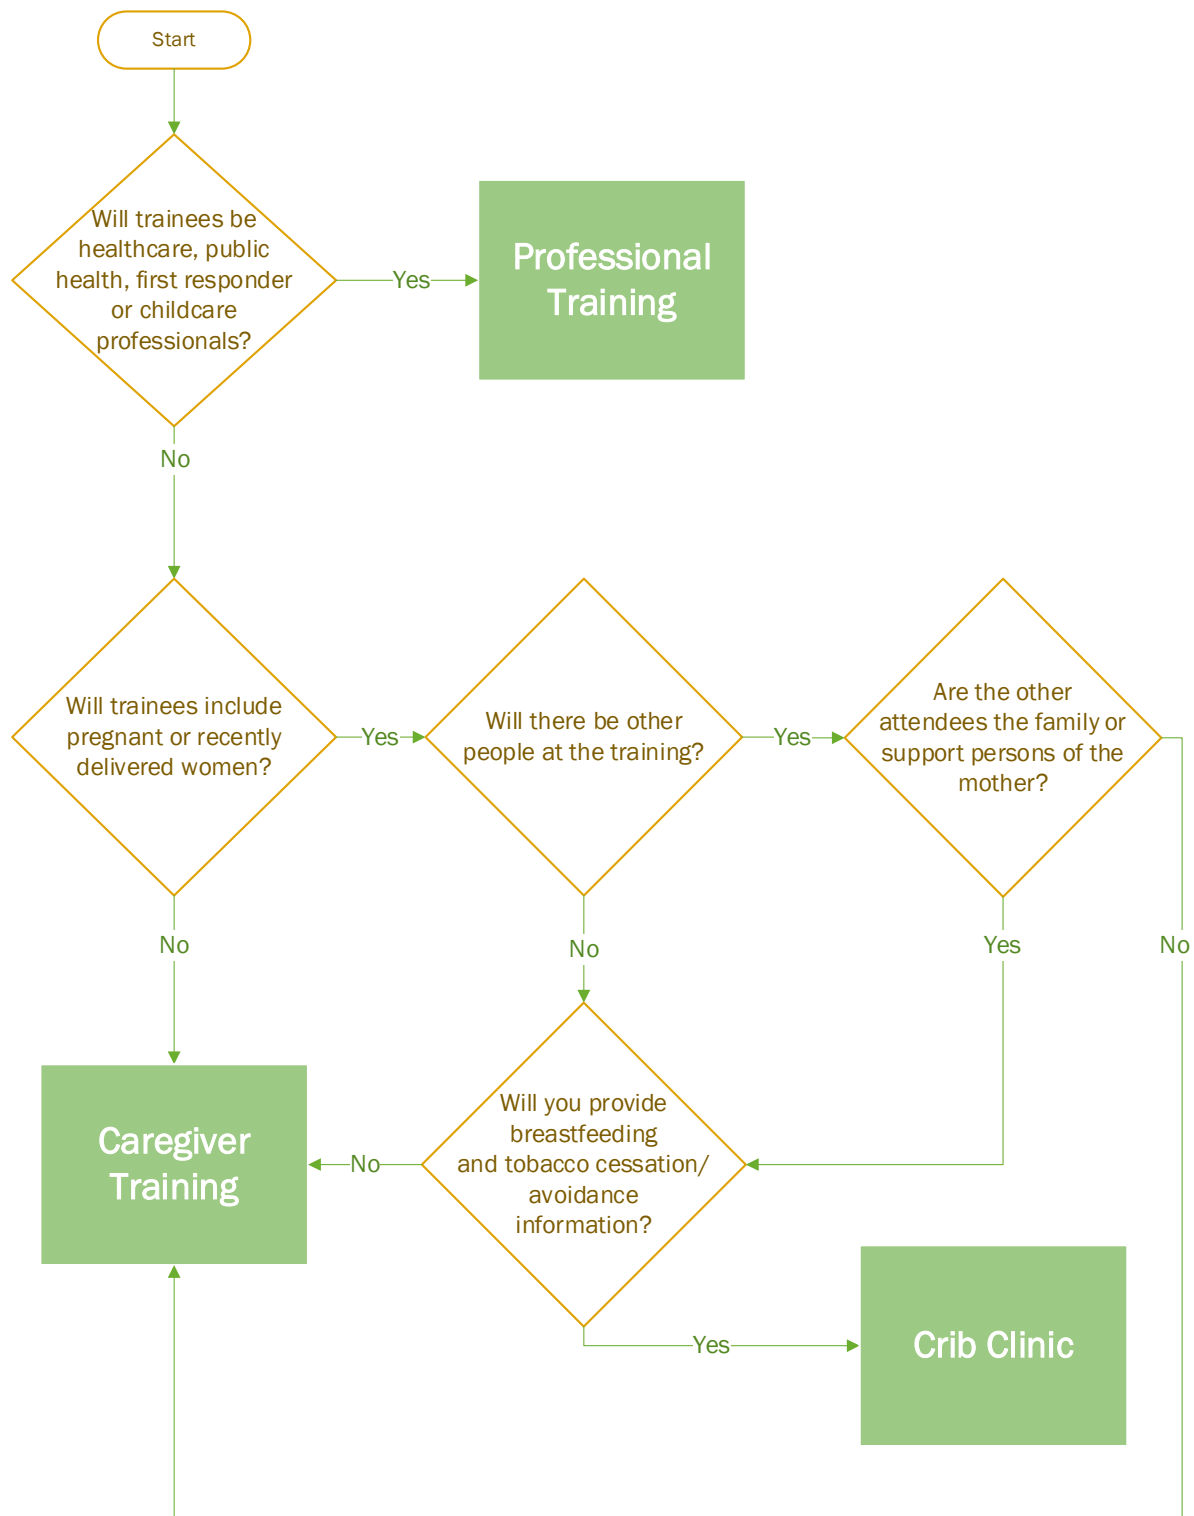 Start
Will trainees be
healthcare, public
health, first responder
or childcare
professionals?
Yes
Professional
Training
No
Will trainees include
pregnant or recently
delivered women?
Yes
Will there be other
people at the training?
Yes
Are the other
attendees the family or
support persons of the
mother?
No
No
Yes
No
Caregiver
Training
No
Will you provide
breastfeeding
and tobacco cessation/
avoidance
information?
Yes
Crib Clinic